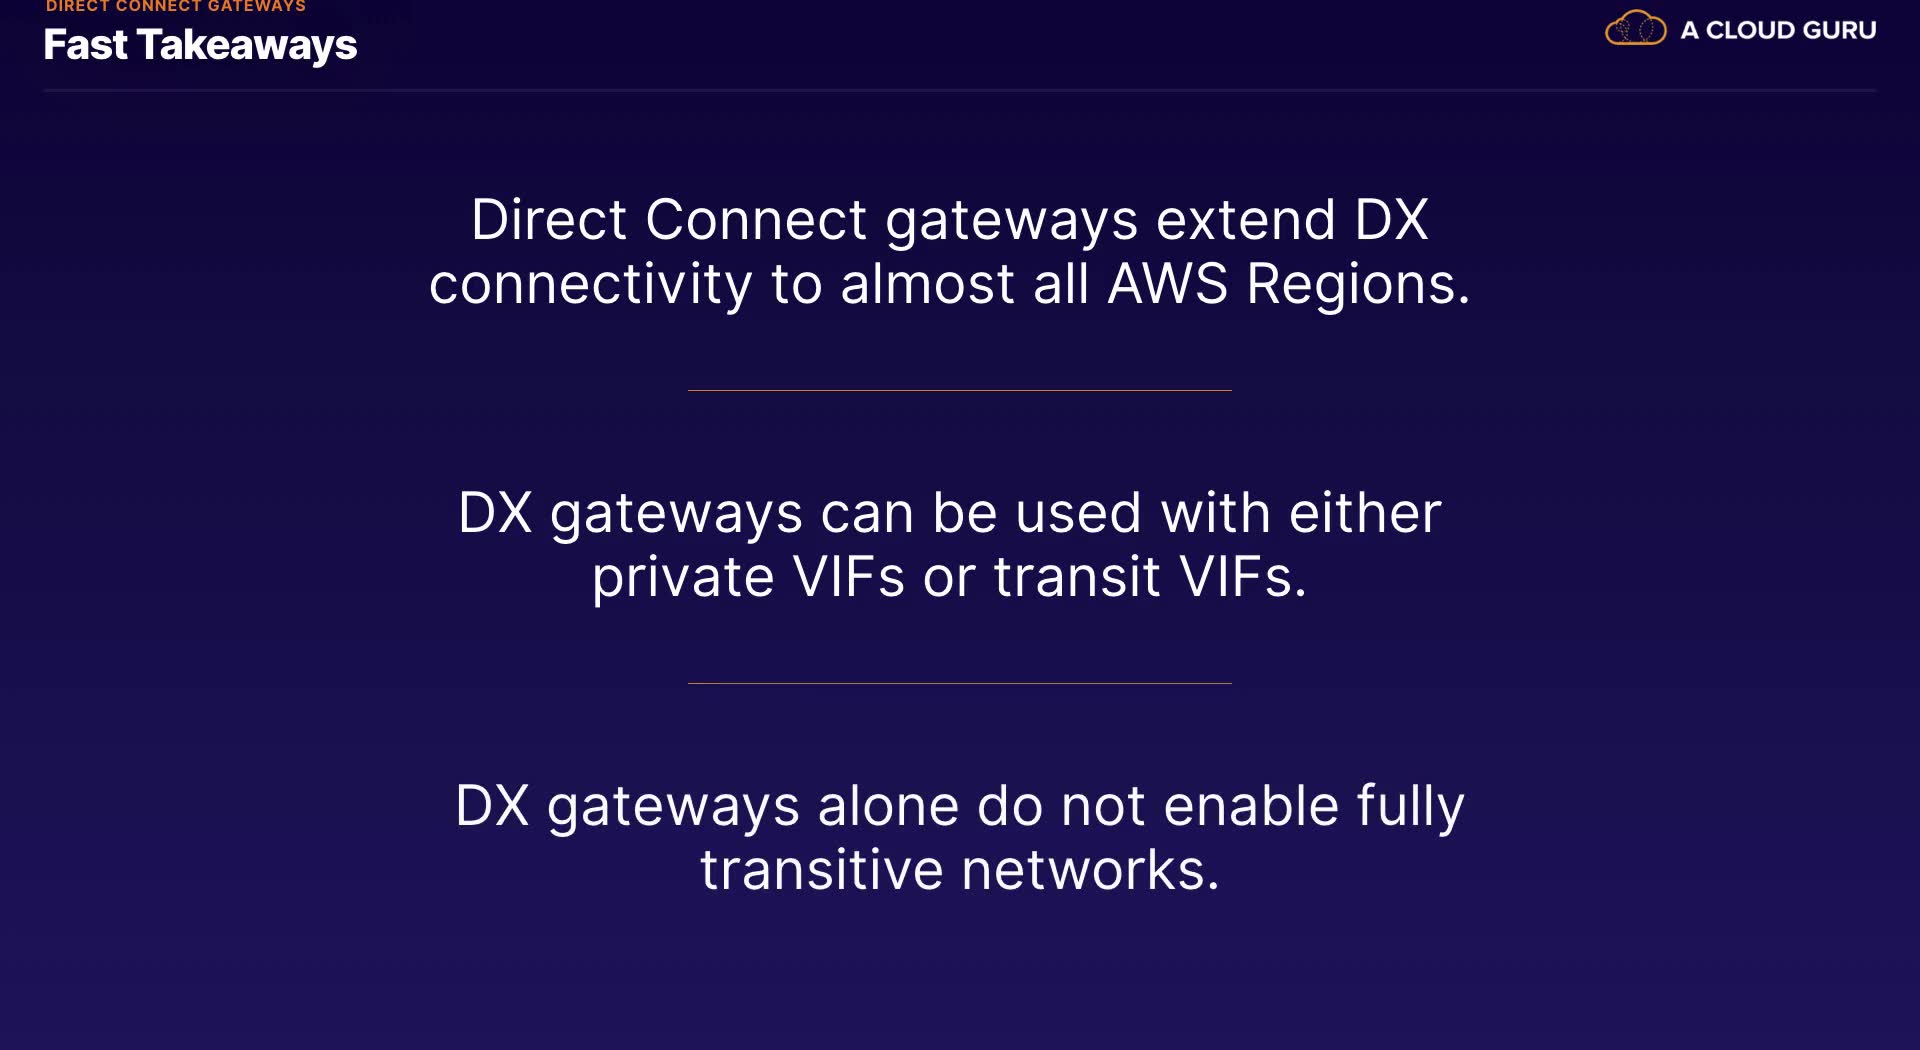 DIRECT CONNECT GATEWAYS
Fast Takeaways
A CLOUD GURU
Direct Connect gateways extend DX
connectivity to almost all AWS Regions.
DX gateways can be used with either
private VIFs or transit VIFs.
DX gateways alone do not enable fully
transitive networks.